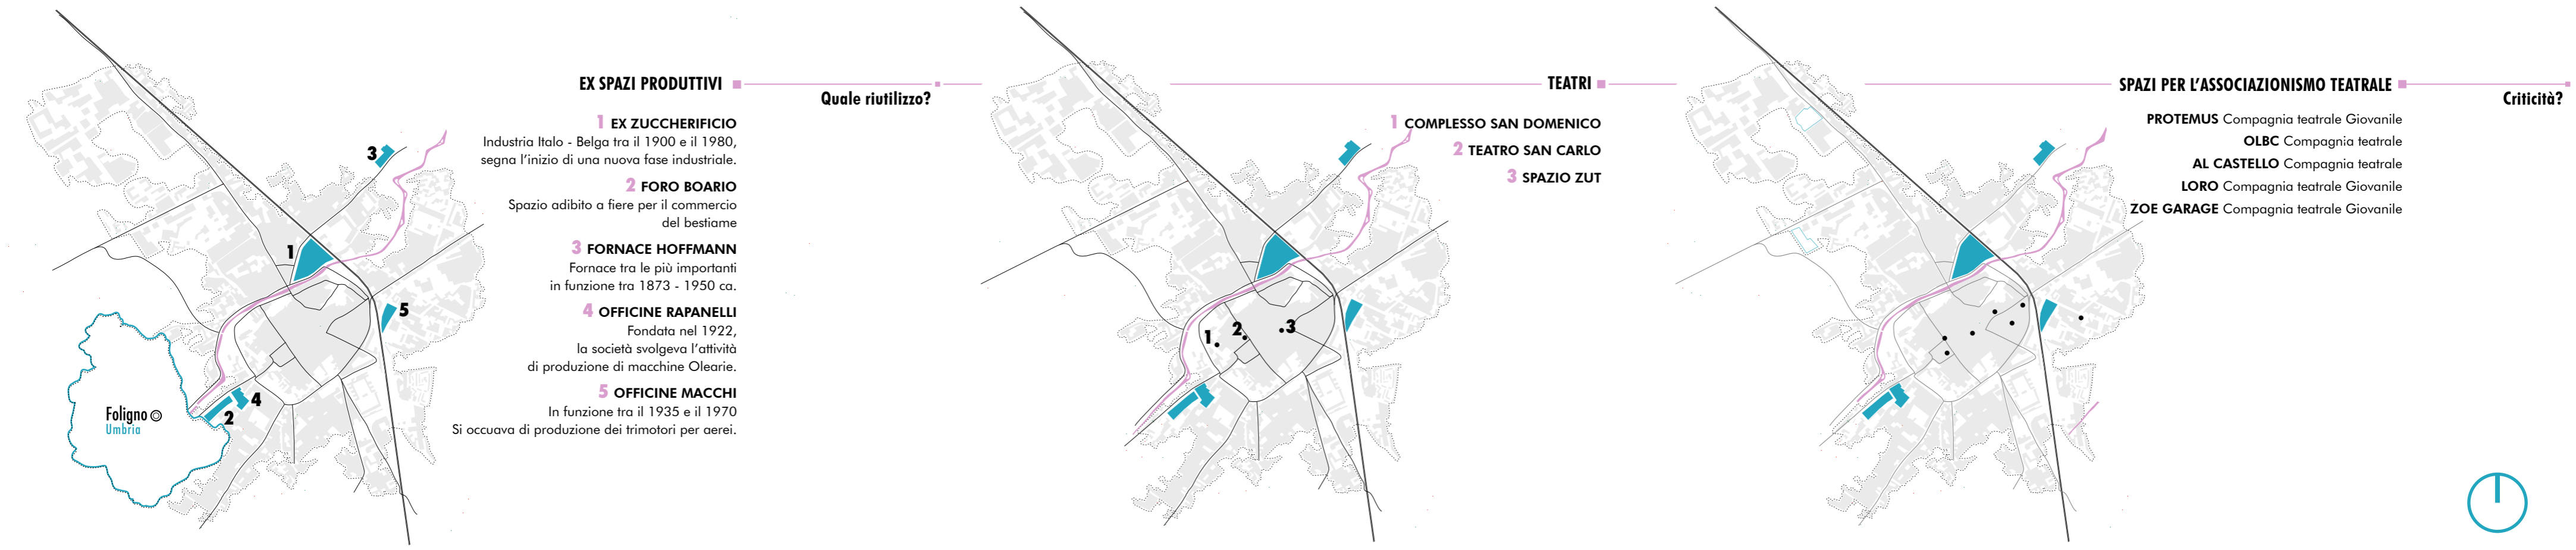 EX SPAZI PRODUTTIVI
Quale riutilizzo?
1 EX ZUCCHERIFICIO
Industria Italo - Belga tra il 1900 e il 1980,
segna l'inizio di una nuova fase industriale.
2 FORO BOARIO
Spazio adibito a fiere per il commercio
del bestiame
3 FORNACE HOFFMANN
Fornace tra le più importanti
in funzione tra 1873 - 1950 ca.
4 OFFICINE RAPANELLI
Fondata nel 1922,
la società svolgeva l'attività
di produzione di macchine Olearie.
5 OFFICINE MACCHI
In funzione tra il 1935 e il 1970
Si occuava di produzione dei trimotori per aerei.
3
1
5
4
2
Foligno
Umbria
TEATRI
1 COMPLESSO SAN DOMENICO
2 TEATRO SAN CARLO
3 SPAZIO ZUT
1
2
3
SPAZI PER L'ASSOCIAZIONISMO TEATRALE
Criticità?
PROTEMUS Compagnia teatrale Giovanile
OLBC Compagnia teatrale
AL CASTELLO Compagnia teatrale
LORO Compagnia teatrale Giovanile
ZOE GARAGE Compagnia teatrale Giovanile